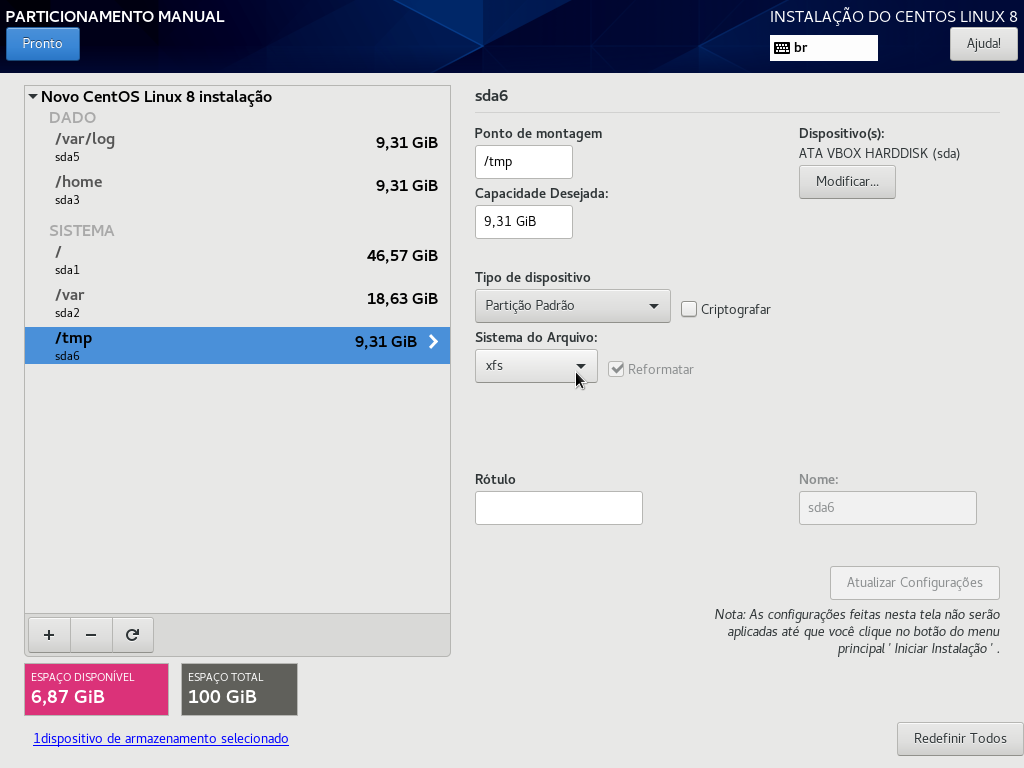 PARTICIONAMENTO MANUAL
INSTALAÇÃO DO CENTOS LINUX 8
Pronto
br
Ajuda!
Novo CentOS Linux 8 instalação
DADO
/var/log
9,31 GiB
sda5
/home
9,31 GiB
sda3
SISTEMA
/
46,57 GiB
sda1
/var
18,63 GiB
sda2
/tmp
9,31 GiB
sda6
+ −
ESPAÇO DISPONÍVEL
6,87 GiB
ESPAÇO TOTAL
100 GiB
1dispositivo de armazenamento selecionado
sda6
Ponto de montagem
/tmp
Capacidade Desejada:
9,31 GiB
Dispositivo(s):
ATA VBOX HARDDISK (sda)
Modificar...
Tipo de dispositivo
Partição Padrão
Criptografar
Sistema do Arquivo:
xfs
Reformatar
Rótulo
Nome:
sda6
Atualizar Configurações
Nota: As configurações feitas nesta tela não serão
aplicadas até que você clique no botão do menu
principal ' Iniciar Instalação ' .
Redefinir Todos